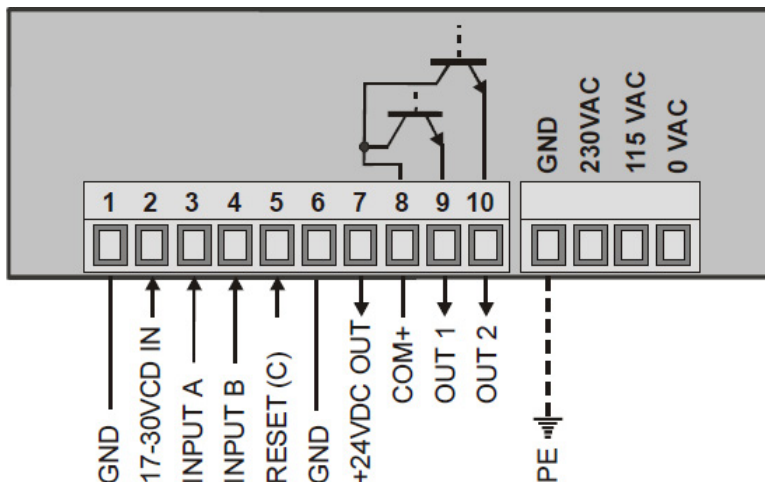 GND
230VAC
115 VAC
0 VAC
1 2 3 4 5 6 7 8 9 10
GND
17-30VCD IN
INPUT A
INPUT B
RESET (C)
GND
+24VDC OUT
COM+
OUT 1
OUT 2
PE